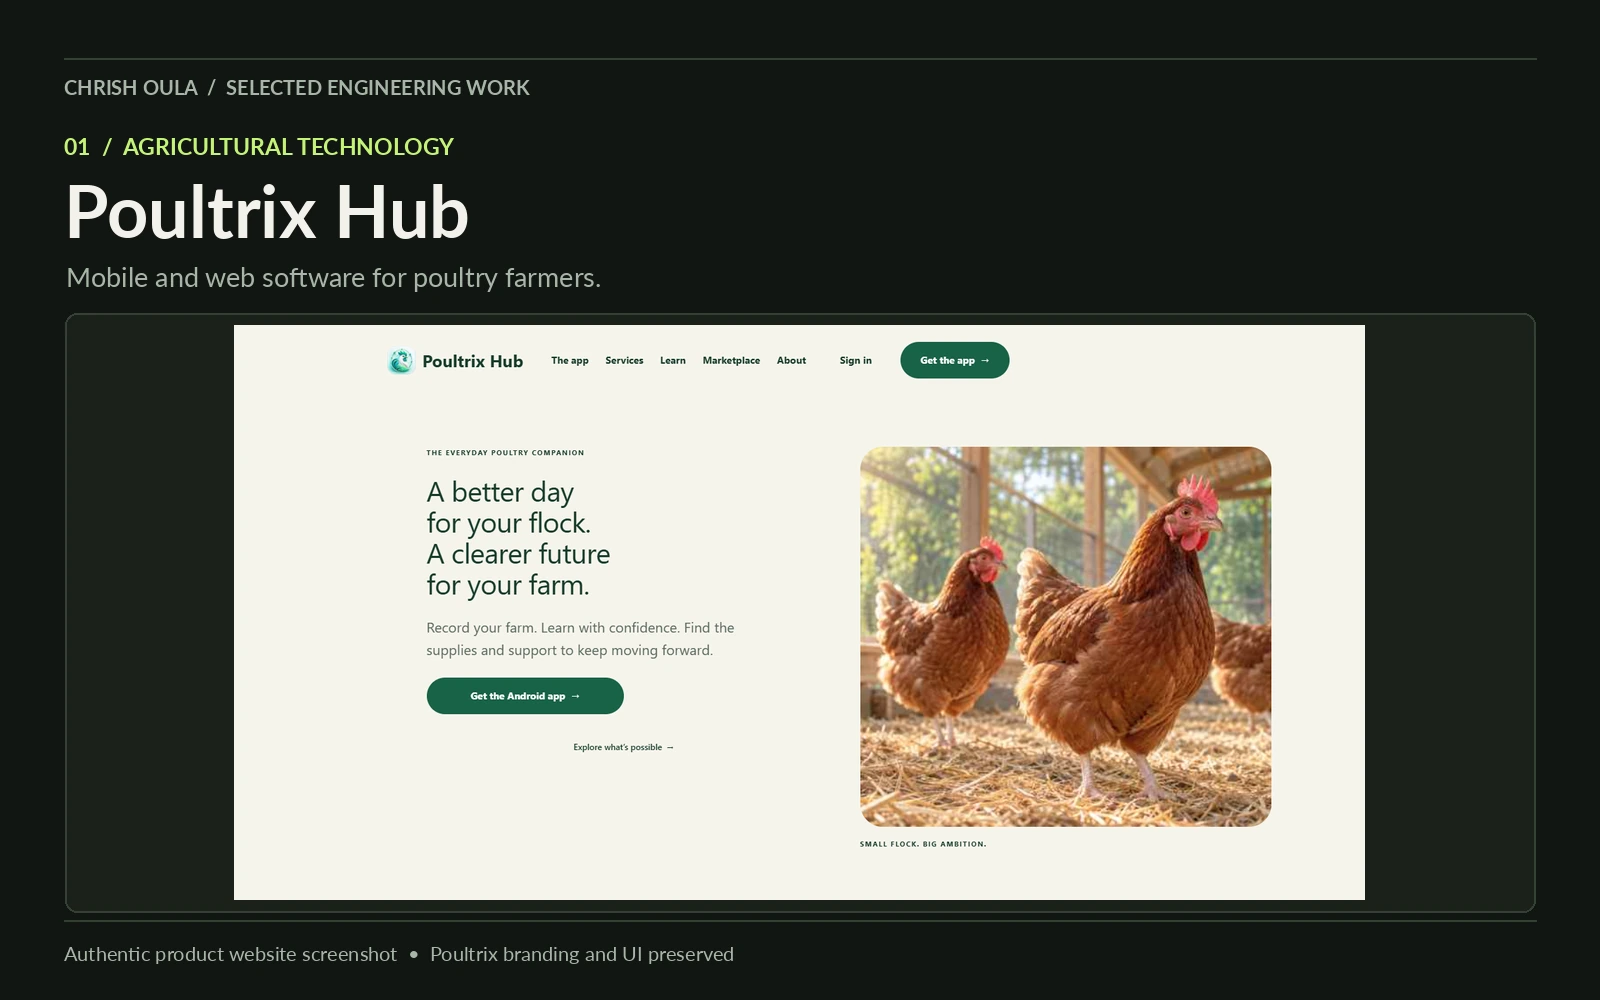 CHRISH OULA / SELECTED ENGINEERING WORK
01 / AGRICULTURAL TECHNOLOGY
Poultrix Hub
Mobile and web software for poultry farmers.
Poultrix Hub The app Services Learn Marketplace About Sign in Get the app →
THE EVERYDAY POULTRY COMPANION
A better day
for your flock.
A clearer future
for your farm.
Record your farm. Learn with confidence. Find the
supplies and support to keep moving forward.
Get the Android app →
Explore what's possible →
SMALL FLOCK. BIG AMBITION.
Authentic product website screenshot • Poultrix branding and UI preserved